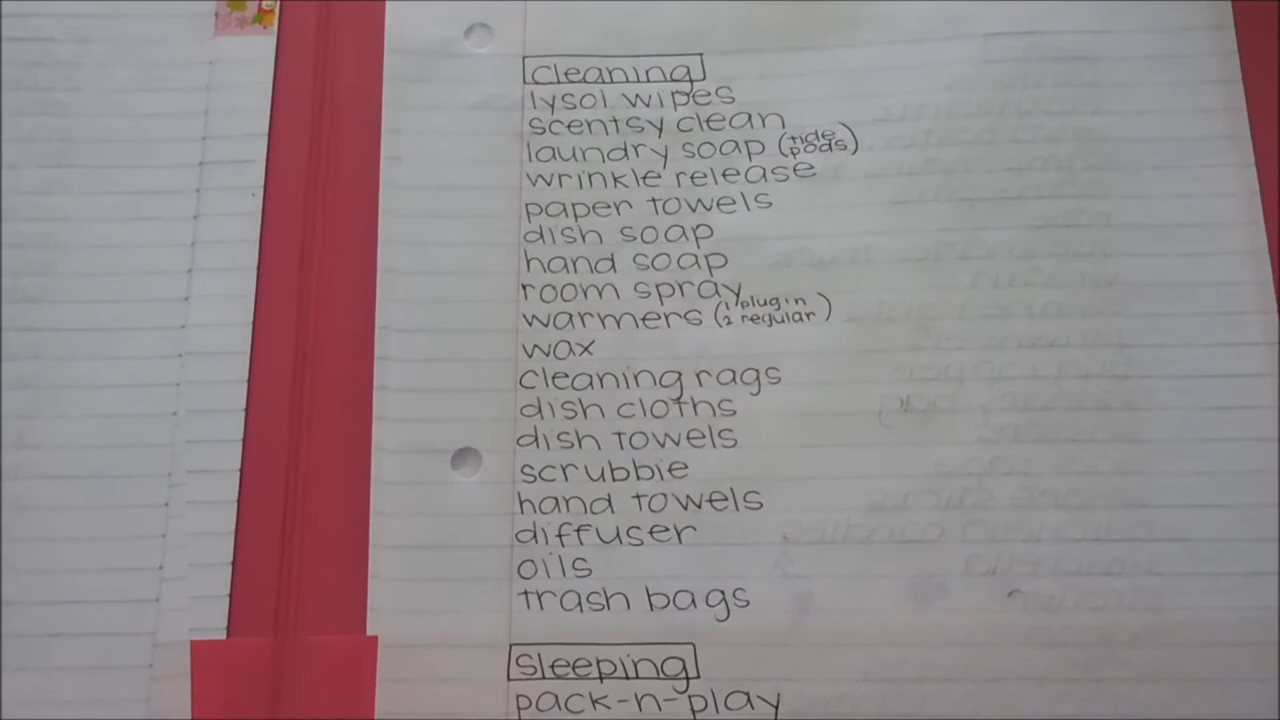 cleaning
lysol wipes
scentsy clean
laundry soap (tide pods)
wrinkle release
paper towels
dish soap
hand soap
room spray
warmers (1 plugin 2 regular)
wax
cleaning rags
dish cloths
dish towels
scrubbie
hand towels
diffuser
oils
trash bags
sleeping
pack-n-play